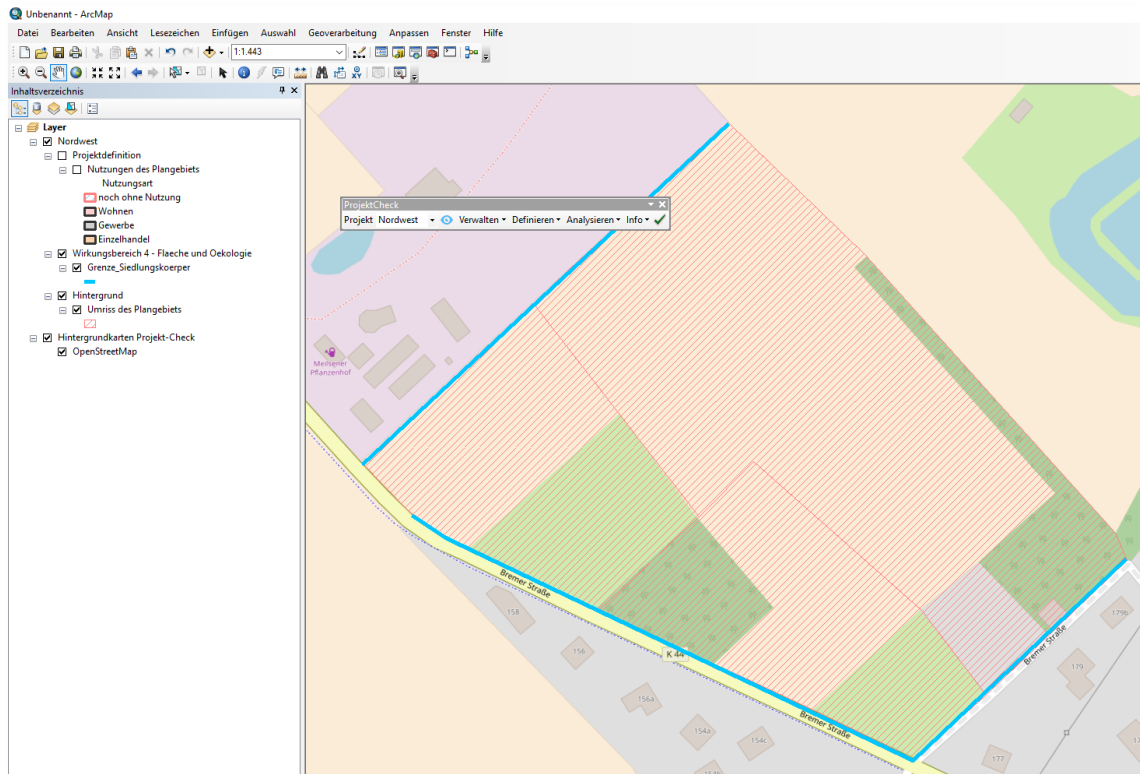 Unbenannt - ArcMap
Datei Bearbeiten Ansicht Lesezeichen Einfügen Auswahl Geoverarbeitung Anpassen Fenster Hilfe
1:1.443
Inhaltsverzeichnis
Layer
Nordwest
Projektdefinition
Nutzungen des Plangebiets
Nutzungsart
noch ohne Nutzung
Wohnen
Gewerbe
Einzelhandel
Wirkungsbereich 4 - Flaeche und Oekologie
Grenze_Siedlungskoerper
Hintergrund
Umriss des Plangebiets
Hintergrundkarten Projekt-Check
OpenStreetMap
ProjektCheck
Projekt Nordwest Verwalten Definieren Analysieren Info
Meilsener
Pflanzenhof
Bremer Straße
158
156
K 44
156a
154a
154c
Bremer Straße
Bremer Straße
179b
179
177